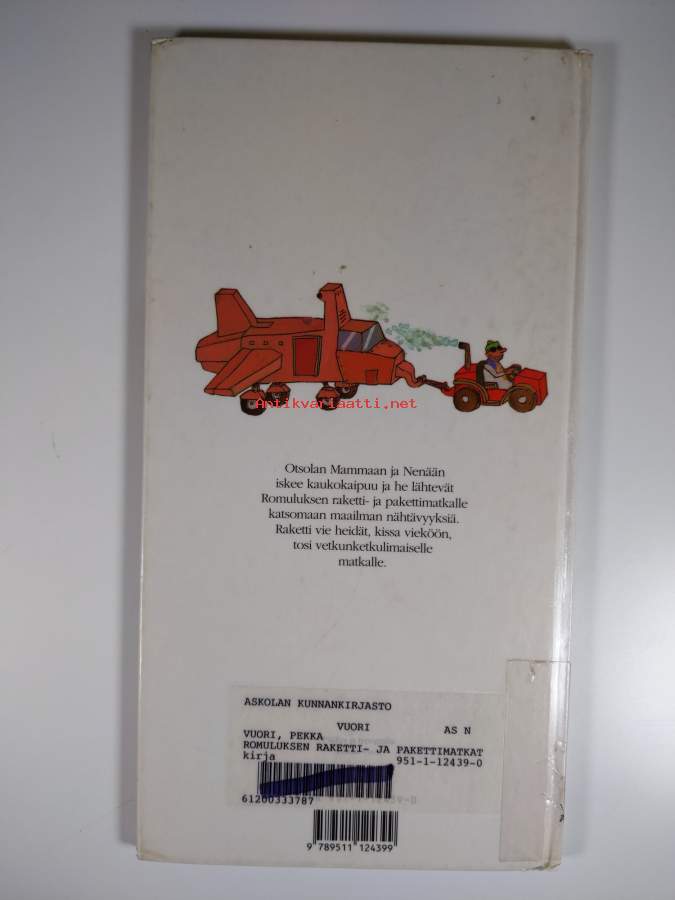 Antikvariaatti.net
Otsolan Mammaan ja Nenään
iskee kaukokaipuu ja he lähtevät
Romuluksen raketti- ja pakettimatkalle
katsomaan maailman nähtävyyksiä.
Raketti vie heidät, kissa vieköön,
tosi vetkunketkulimaiselle
matkalle.
ASKOLAN KUNNANKIRJASTO
VUORI AS N
VUORI, PEKKA
ROMULUKSEN RAKETTI- JA PAKETTIMATKAT
kirja 951-1-12439-0
61200333787
9 789511 124399